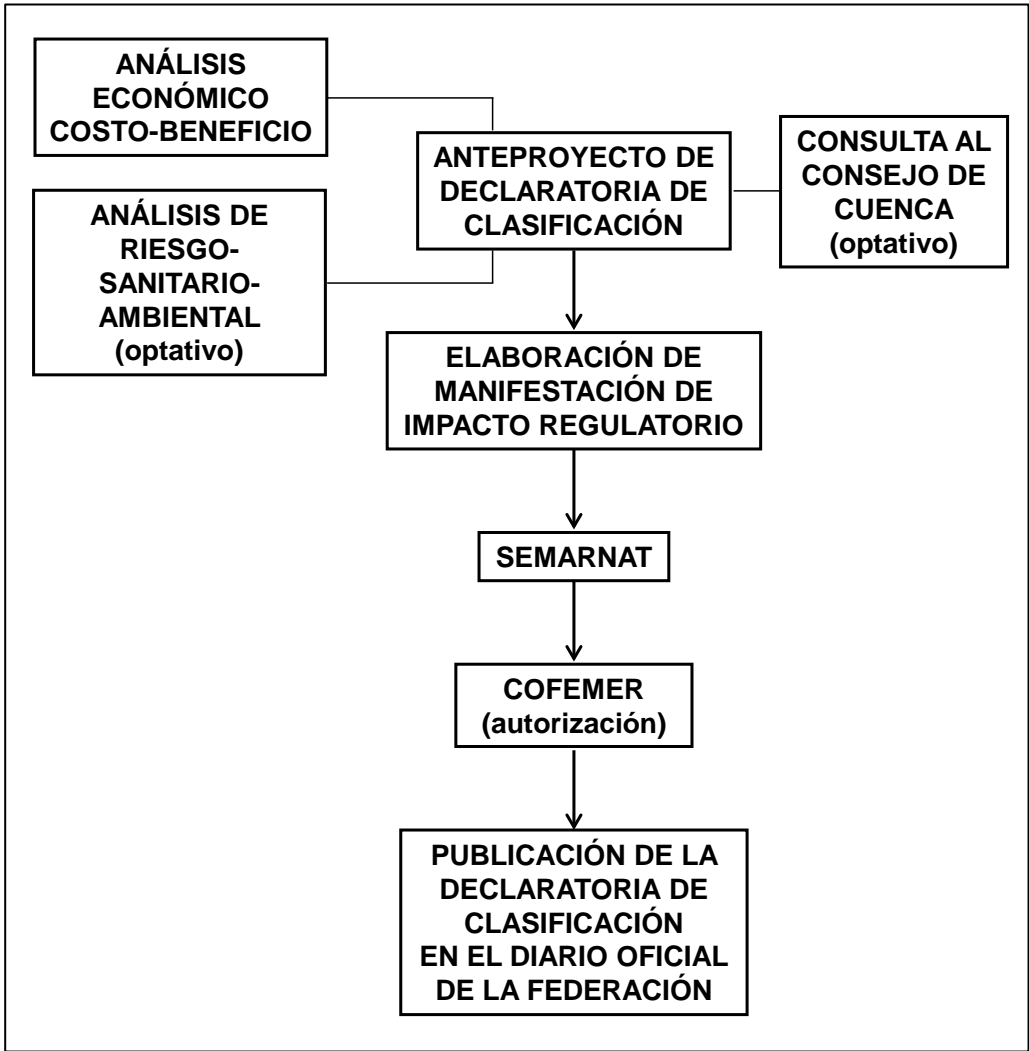 ANÁLISIS
ECONÓMICO
COSTO-BENEFICIO
ANÁLISIS DE
RIESGO-
SANITARIO-
AMBIENTAL
(optativo)
ANTEPROYECTO DE
DECLARATORIA DE
CLASIFICACIÓN
CONSULTA AL
CONSEJO DE
CUENCA
(optativo)
ELABORACIÓN DE
MANIFESTACIÓN DE
IMPACTO REGULATORIO
SEMARNAT
COFEMER
(autorización)
PUBLICACIÓN DE LA
DECLARATORIA DE
CLASIFICACIÓN
EN EL DIARIO OFICIAL
DE LA FEDERACIÓN